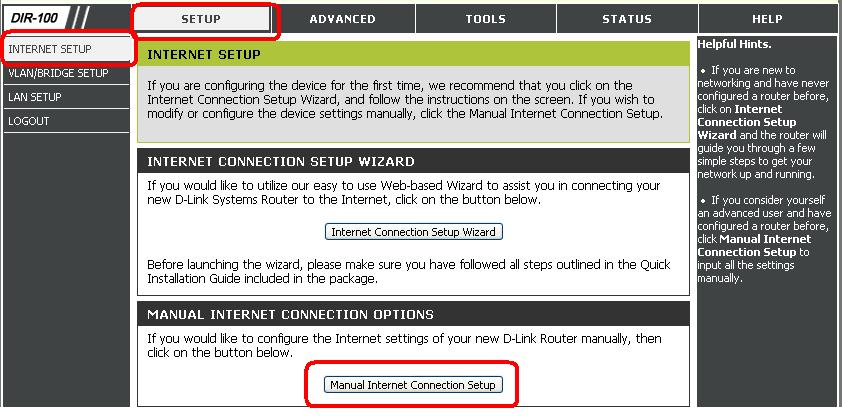 DIR-100
SETUP
ADVANCED
TOOLS
STATUS
HELP
INTERNET SETUP
VLAN/BRIDGE SETUP
LAN SETUP
LOGOUT
INTERNET SETUP
If you are configuring the device for the first time, we recommend that you click on the
Internet Connection Setup Wizard, and follow the instructions on the screen. If you wish to
modify or configure the device settings manually, click the Manual Internet Connection Setup.
INTERNET CONNECTION SETUP WIZARD
If you would like to utilize our easy to use Web-based Wizard to assist you in connecting your
new D-Link Systems Router to the Internet, click on the button below.
Internet Connection Setup Wizard
Before launching the wizard, please make sure you have followed all steps outlined in the Quick
Installation Guide included in the package.
MANUAL INTERNET CONNECTION OPTIONS
If you would like to configure the Internet settings of your new D-Link Router manually, then
click on the button below.
Manual Internet Connection Setup
Helpful Hints.
• If you are new to
networking and have never
configured a router before,
click on Internet
Connection Setup
Wizard and the router will
guide you through a few
simple steps to get your
network up and running.
• If you consider yourself
an advanced user and have
configured a router before,
click Manual Internet
Connection Setup to
input all the settings
manually.